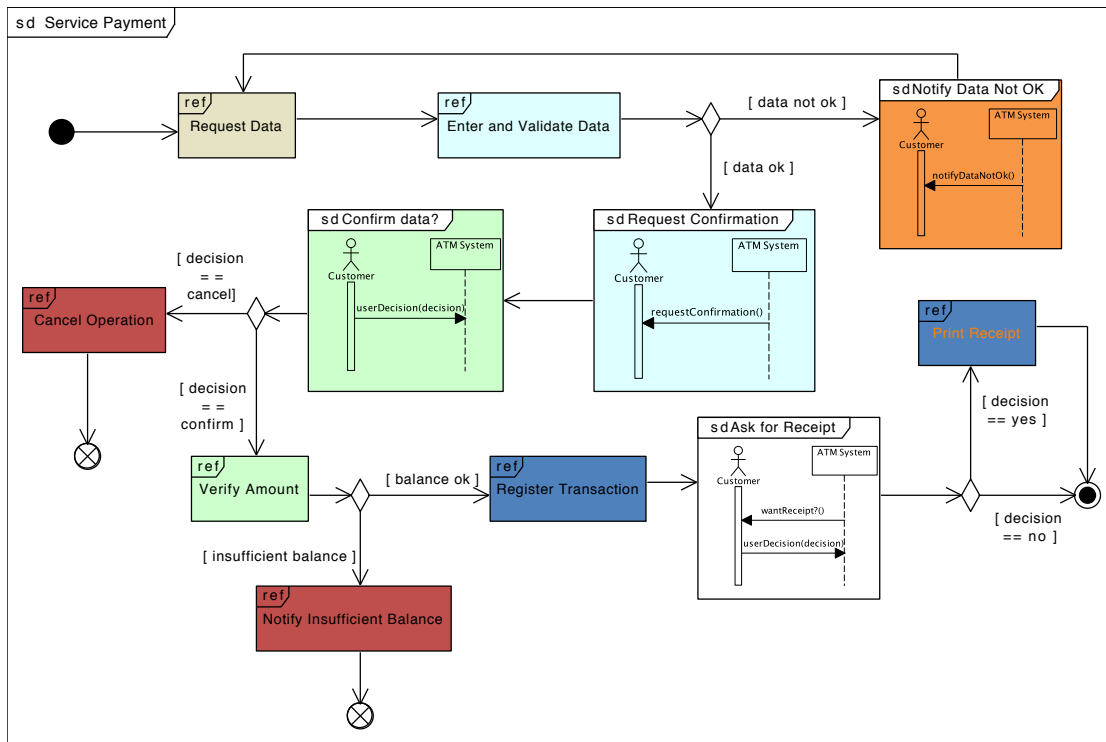 sd Service Payment
ref
Request Data
ref
Enter and Validate Data
[ data not ok ]
sd Notify Data Not OK
ATM System
Customer
notifyDataNotOk()
[ data ok ]
sd Confirm data?
ATM System
Customer
userDecision(decision)
sd Request Confirmation
ATM System
Customer
requestConfirmation()
[ decision
= =
cancel]
ref
Cancel Operation
ref
Print Receipt
[ decision
= =
confirm ]
[ decision
== yes ]
sd Ask for Receipt
ATM System
Customer
wantReceipt?()
userDecision(decision)
ref
Verify Amount
[ balance ok ]
ref
Register Transaction
[ decision
== no ]
[ insufficient balance ]
ref
Notify Insufficient Balance